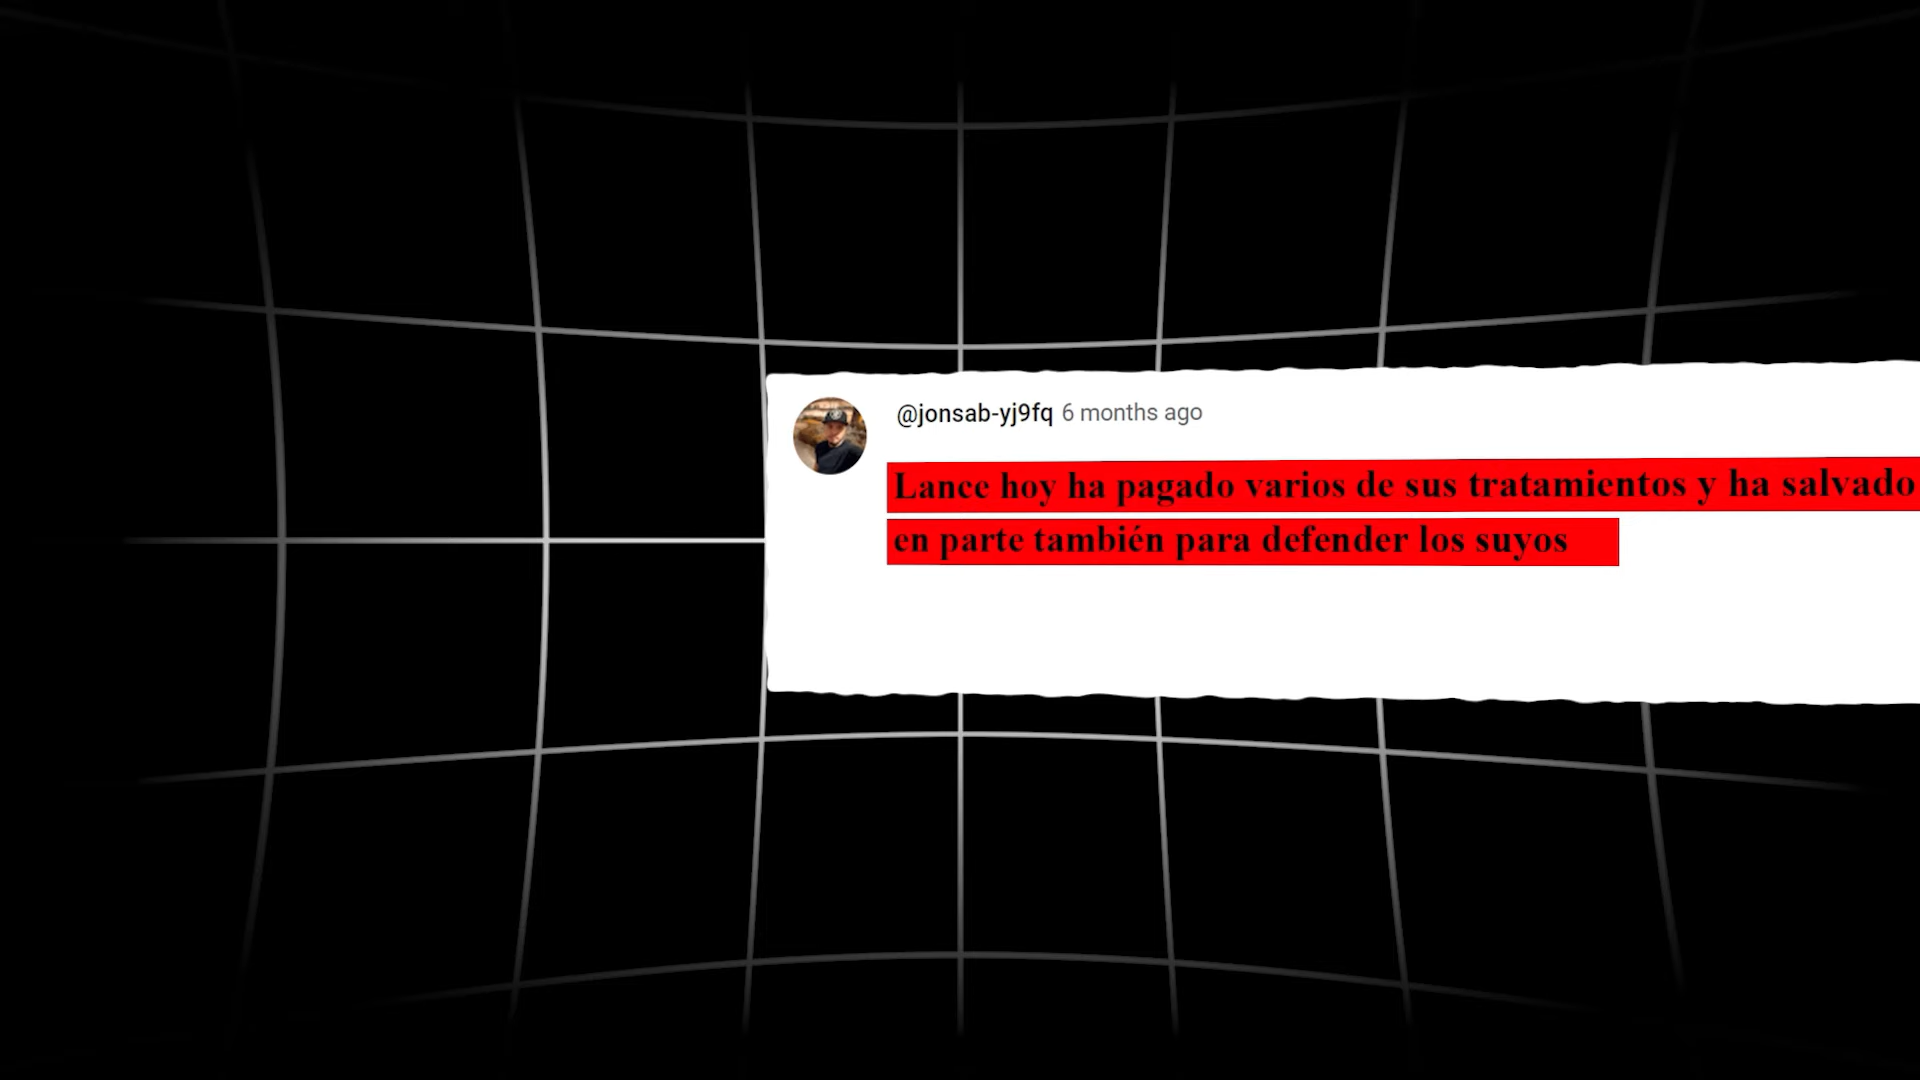 @jonsab-yj9fq 6 months ago
Lance hoy ha pagado varios de sus tratamientos y ha salvado
en parte también para defender los suyos